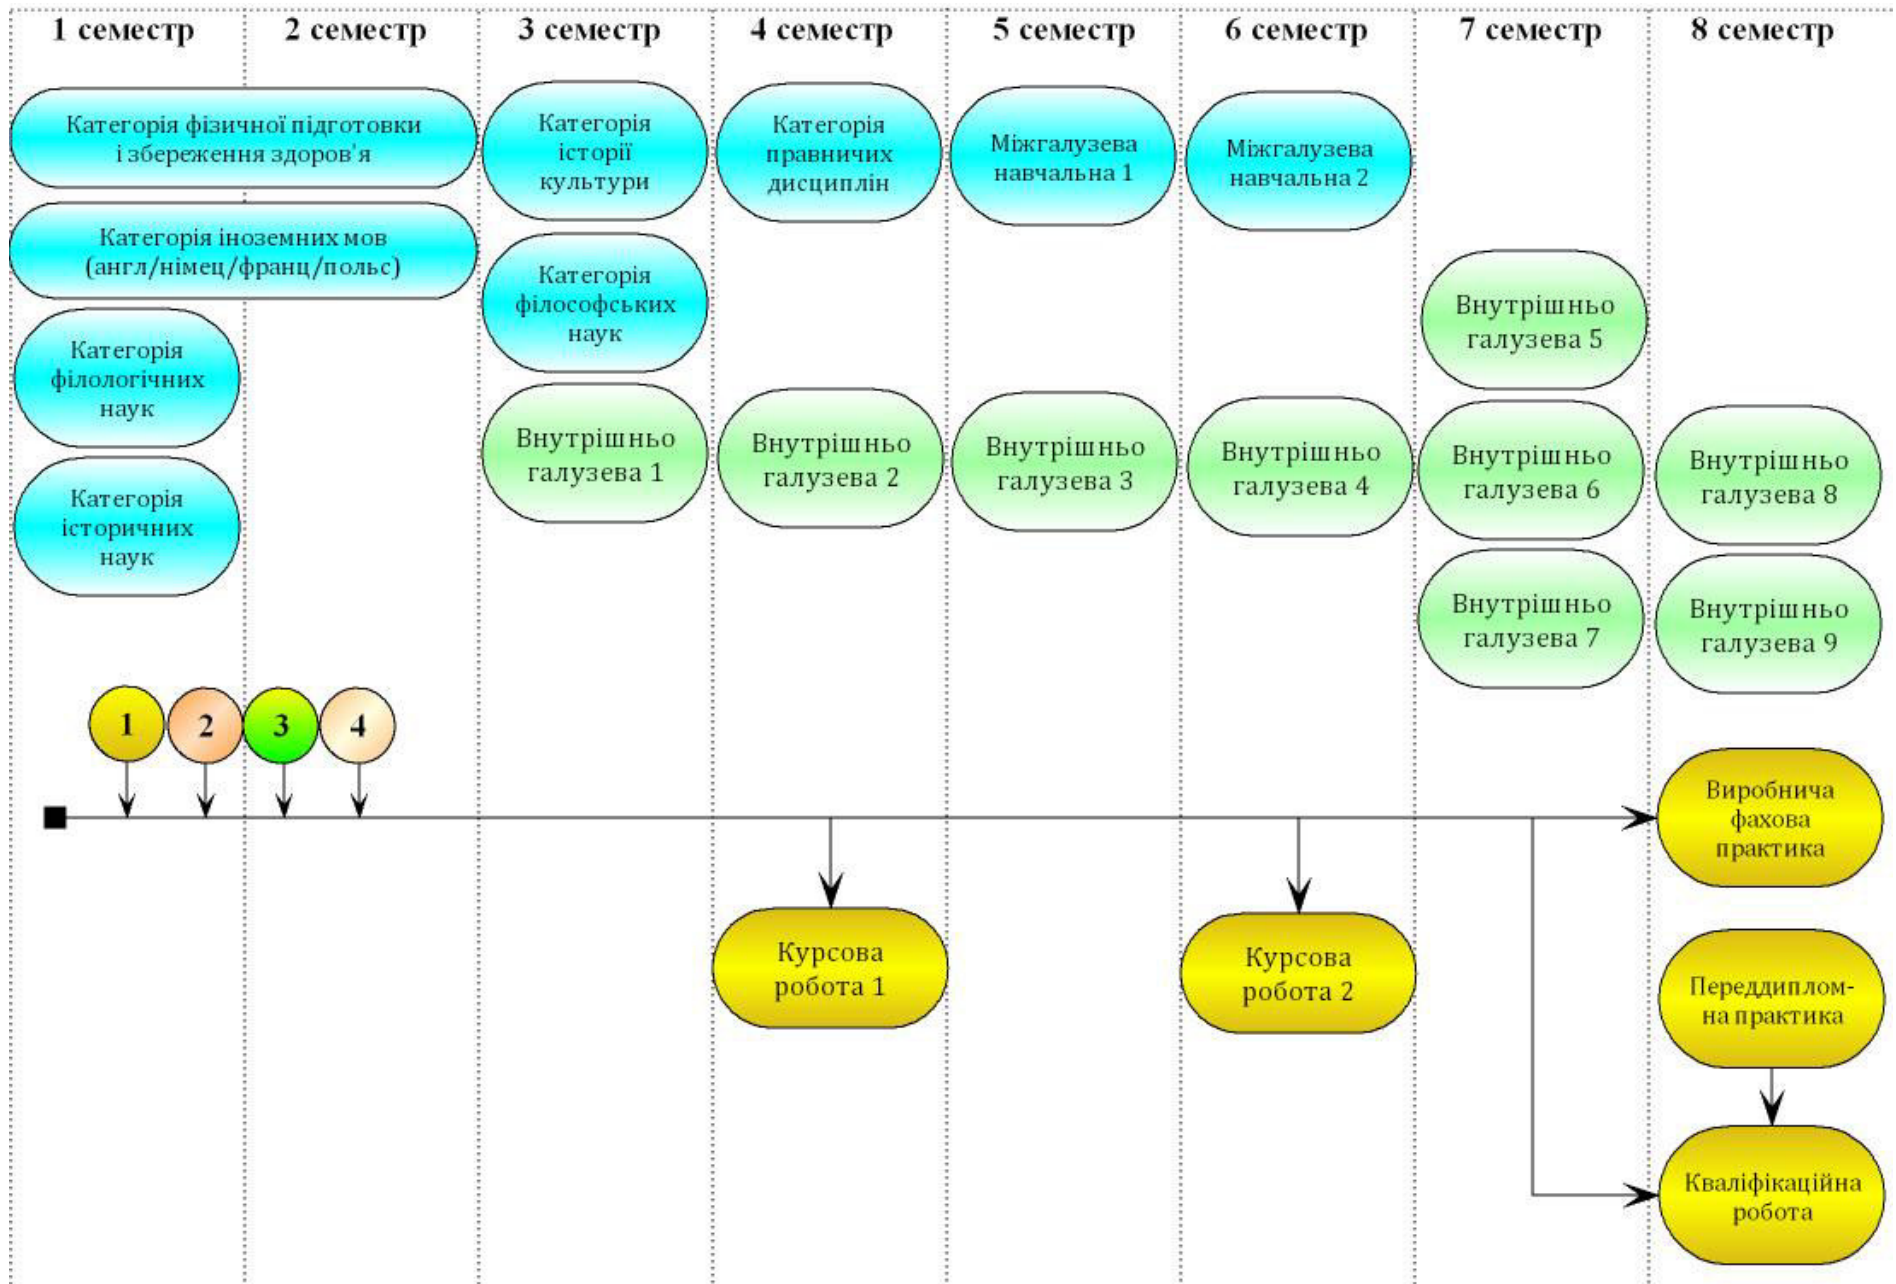 1 семестр
2 семестр
3 семестр
4 семестр
5 семестр
6 семестр
7 семестр
8 семестр
Категорія фізичної підготовки
і збереження здоров'я
Категорія іноземних мов
(англ/німец/франц/польс)
Категорія
філологічних
наук
Категорія
історичних
наук
Категорія
історії
культури
Категорія
філософських
наук
Внутрішньо
галузева 1
Категорія
правничих
дисциплін
Внутрішньо
галузева 2
Міжгалузева
навчальна 1
Внутрішньо
галузева 3
Міжгалузева
навчальна 2
Внутрішньо
галузева 4
Внутрішньо
галузева 5
Внутрішньо
галузева 6
Внутрішньо
галузева 7
Внутрішньо
галузева 8
Внутрішньо
галузева 9
1
2
3
4
Курсова
робота 1
Курсова
робота 2
Виробнича
фахова
практика
Переддиплом-
на практика
Кваліфікаційна
робота